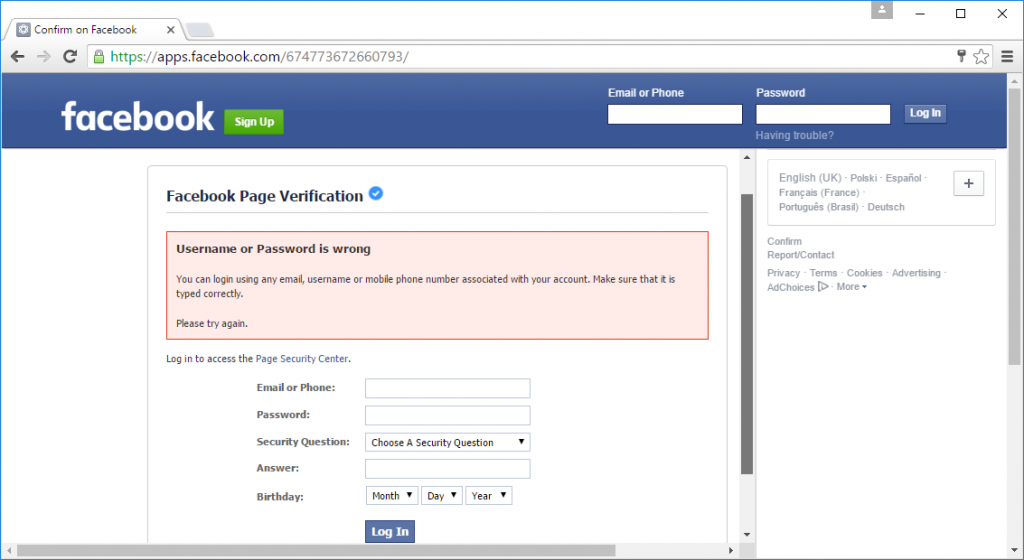 Confirm on Facebook
https://apps.facebook.com/674773672660793/
Email or Phone
Password
facebook
Sign Up
Log In
Having trouble?
Facebook Page Verification
Username or Password is wrong
You can login using any email, username or mobile phone number associated with your account. Make sure that it is
typed correctly.
Please try again.
Log in to access the Page Security Center.
Email or Phone:
Password:
Security Question: Choose A Security Question
Answer:
Birthday: Month Day Year
Log In
English (UK) · Polski · Español ·
Français (France) ·
Português (Brasil) · Deutsch
Confirm
Report/Contact
Privacy · Terms · Cookies · Advertising ·
AdChoices · More